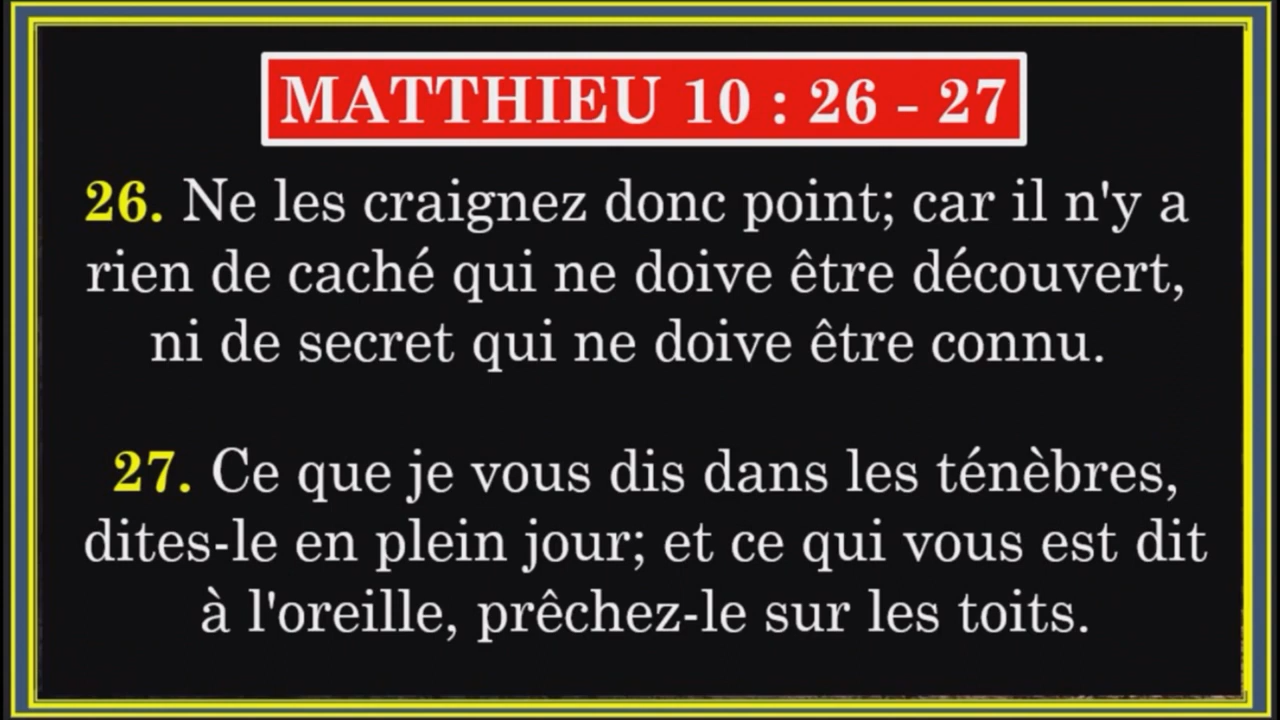 MATTHIEU 10 : 26 - 27
26. Ne les craignez donc point; car il n'y a
rien de caché qui ne doive être découvert,
ni de secret qui ne doive être connu.
27. Ce que je vous dis dans les ténèbres,
dites-le en plein jour; et ce qui vous est dit
à l'oreille, prêchez-le sur les toits.